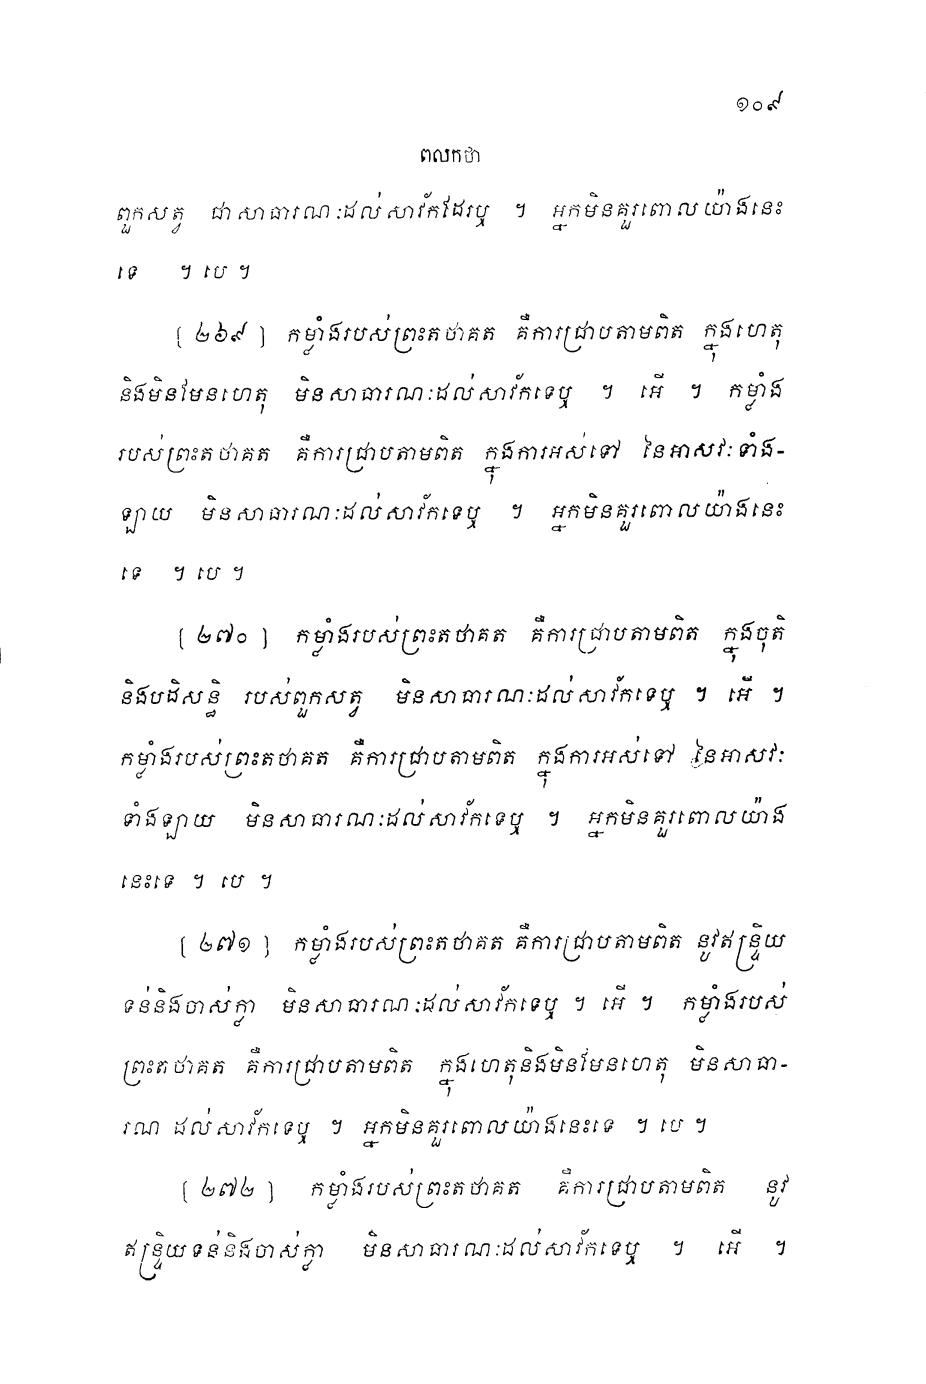 ១០៩
ពលកថា
ពួកសត្វ ជាសាធារណៈដល់សាវ័កដែរឬ ។ អ្នកមិនគួរពោលយ៉ាងនេះ
ទេ ។ បេ ។
[ ២៦៩ ] កម្លាំងរបស់ព្រះតថាគត គឺការជ្រាបតាមពិត ក្នុងហេតុ
និងមិនមែនហេតុ មិនសាធារណៈដល់សាវ័កទេឬ ។ អើ ។ កម្លាំង
របស់ព្រះតថាគត គឺការជ្រាបតាមពិត ក្នុងការអស់ទៅ នៃអាសវៈទាំង-
ឡាយ មិនសាធារណៈដល់សាវ័កទេឬ ។ អ្នកមិនគួរពោលយ៉ាងនេះ
ទេ ។ បេ ។
[ ២៧០ ] កម្លាំងរបស់ព្រះតថាគត គឺការជ្រាបតាមពិត ក្នុងចុតិ
និងបដិសន្ធិ របស់ពួកសត្វ មិនសាធារណៈដល់សាវ័កទេឬ ។ អើ ។
កម្លាំងរបស់ព្រះតថាគត គឺការជ្រាបតាមពិត ក្នុងការអស់ទៅ នៃអាសវៈ
ទាំងឡាយ មិនសាធារណៈដល់សាវ័កទេឬ ។ អ្នកមិនគួរពោលយ៉ាង
នេះទេ ។ បេ ។
[ ២៧១ ] កម្លាំងរបស់ព្រះតថាគត គឺការជ្រាបតាមពិត នូវឥន្ទ្រិយ
ទន់និងចាស់ក្លា មិនសាធារណៈដល់សាវ័កទេឬ ។ អើ ។ កម្លាំងរបស់
ព្រះតថាគត គឺការជ្រាបតាមពិត ក្នុងហេតុនិងមិនមែនហេតុ មិនសាធា-
រណ ដល់សាវ័កទេឬ ។ អ្នកមិនគួរពោលយ៉ាងនេះទេ ។ បេ ។
[ ២៧២ ] កម្លាំងរបស់ព្រះតថាគត គឺការជ្រាបតាមពិត នូវ
ឥន្ទ្រិយទន់និងចាស់ក្លា មិនសាធារណៈដល់សាវ័កទេឬ ។ អើ ។